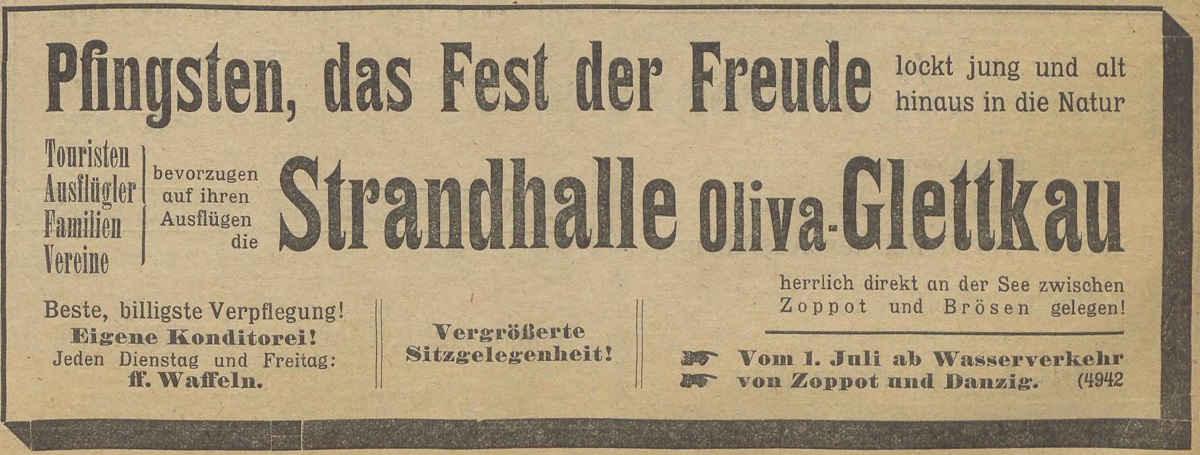 Pfingsten, das Fest der Freude
lockt jung und alt
hinaus in die Natur
Touristen
Ausflügler
Familien
Vereine
bevorzugen
auf ihren
Ausflügen
die
Strandhalle Oliva-Glettkau
herrlich direkt an der See zwischen
Zoppot und Brösen gelegen!
Beste, billigste Verpflegung!
Eigene Konditorei!
Jeden Dienstag und Freitag:
ff. Waffeln.
Vergrößerte
Sitzgelegenheit!
☛ Vom 1. Juli ab Wasserverkehr
☛ von Zoppot und Danzig. (4942